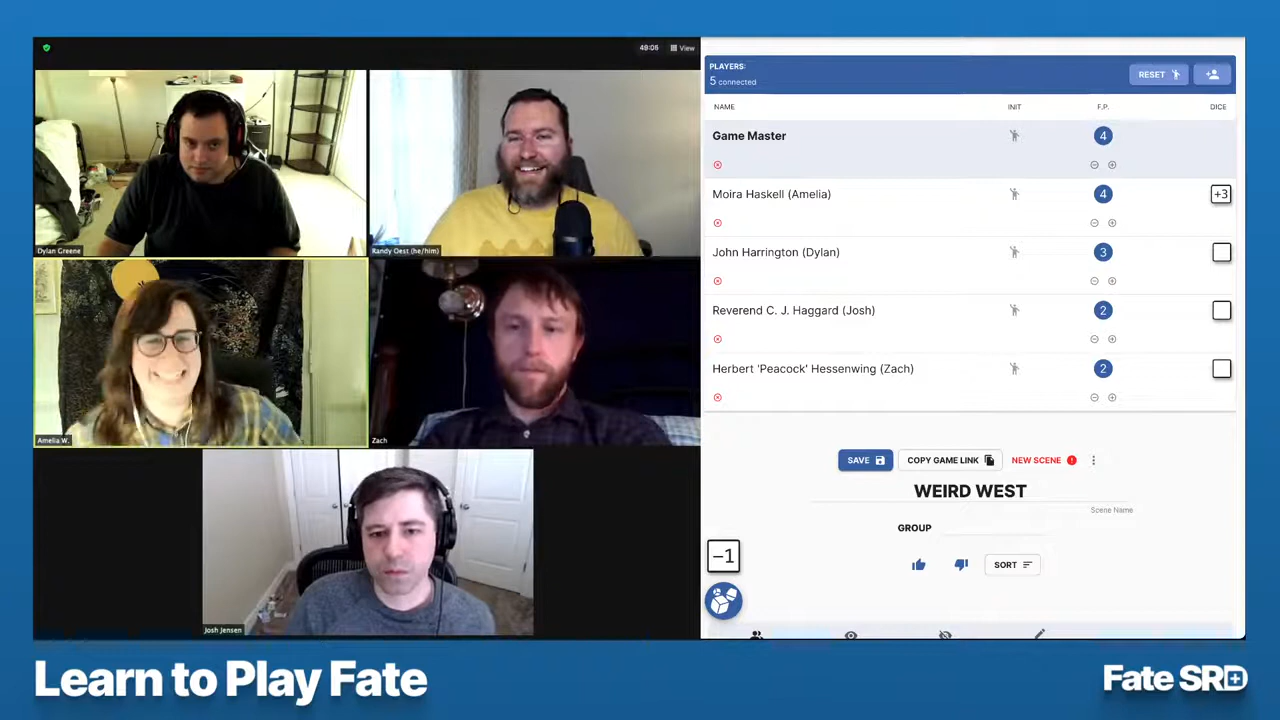 49:06 View
Dylan Greene
Randy Oest (he/him)
Amelia W.
Zach
Josh Jensen
PLAYERS:
5 connected
RESET
NAME INIT F.P. DICE
Game Master 4
Moira Haskell (Amelia) 4 +3
John Harrington (Dylan) 3
Reverend C. J. Haggard (Josh) 2
Herbert 'Peacock' Hessenwing (Zach) 2
SAVE COPY GAME LINK NEW SCENE
WEIRD WEST
Scene Name
GROUP
−1
SORT
Learn to Play Fate
Fate SRD